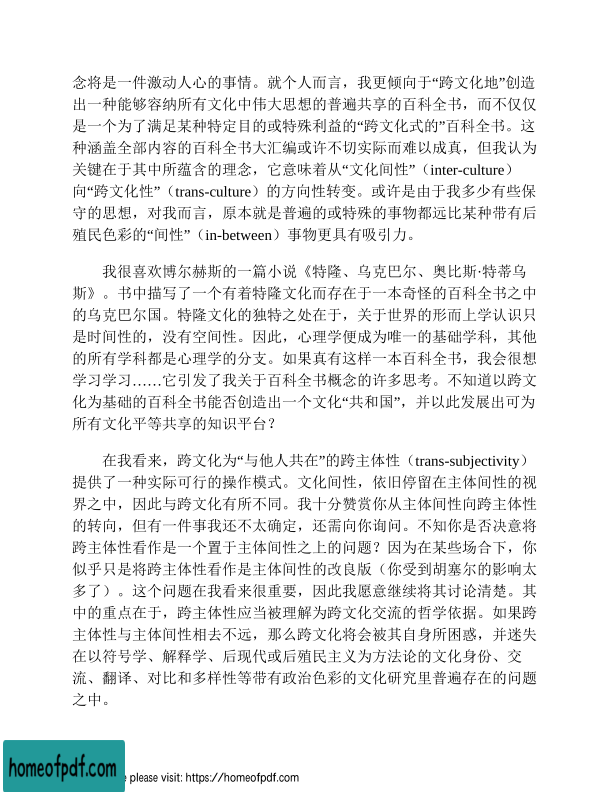 念将是一件激动人心的事情。就个人而言，我更倾向于“跨文化地”创造
出一种能够容纳所有文化中伟大思想的普遍共享的百科全书，而不仅仅
是一个为了满足某种特定目的或特殊利益的“跨文化式的”百科全书。这
种涵盖全部内容的百科全书大汇编或许不切实际而难以成真，但我认为
关键在于其中所蕴含的理念，它意味着从“文化间性”（inter-culture）
向“跨文化性”（trans-culture）的方向性转变。或许是由于我多少有些保
守的思想，对我而言，原本就是普遍的或特殊的事物都远比某种带有后
殖民色彩的“间性”（in-between）事物更具有吸引力。
我很喜欢博尔赫斯的一篇小说《特隆、乌克巴尔、奥比斯·特蒂乌
斯》。书中描写了一个有着特隆文化而存在于一本奇怪的百科全书之中
的乌克巴尔国。特隆文化的独特之处在于，关于世界的形而上学认识只
是时间性的，没有空间性。因此，心理学便成为唯一的基础学科，其他
的所有学科都是心理学的分支。如果真有这样一本百科全书，我会很想
学习学习……它引发了我关于百科全书概念的许多思考。不知道以跨文
化为基础的百科全书能否创造出一个文化“共和国”，并以此发展出可为
所有文化平等共享的知识平台？
在我看来，跨文化为“与他人共在”的跨主体性（trans-subjectivity）
提供了一种实际可行的操作模式。文化间性，依旧停留在主体间性的视
界之中，因此与跨文化有所不同。我十分赞赏你从主体间性向跨主体性
的转向，但有一件事我还不太确定，还需向你询问。不知你是否决意将
跨主体性看作是一个置于主体间性之上的问题？因为在某些场合下，你
似乎只是将跨主体性看作是主体间性的改良版（你受到胡塞尔的影响太
多了）。这个问题在我看来很重要，因此我愿意继续将其讨论清楚。其
中的重点在于，跨主体性应当被理解为跨文化交流的哲学依据。如果跨
主体性与主体间性相去不远，那么跨文化将会被其自身所困惑，并迷失
在以符号学、解释学、后现代或后殖民主义为方法论的文化身份、交
流、翻译、对比和多样性等带有政治色彩的文化研究里普遍存在的问题
之中。
homeofpdf.com
e please visit: https://homeofpdf.com